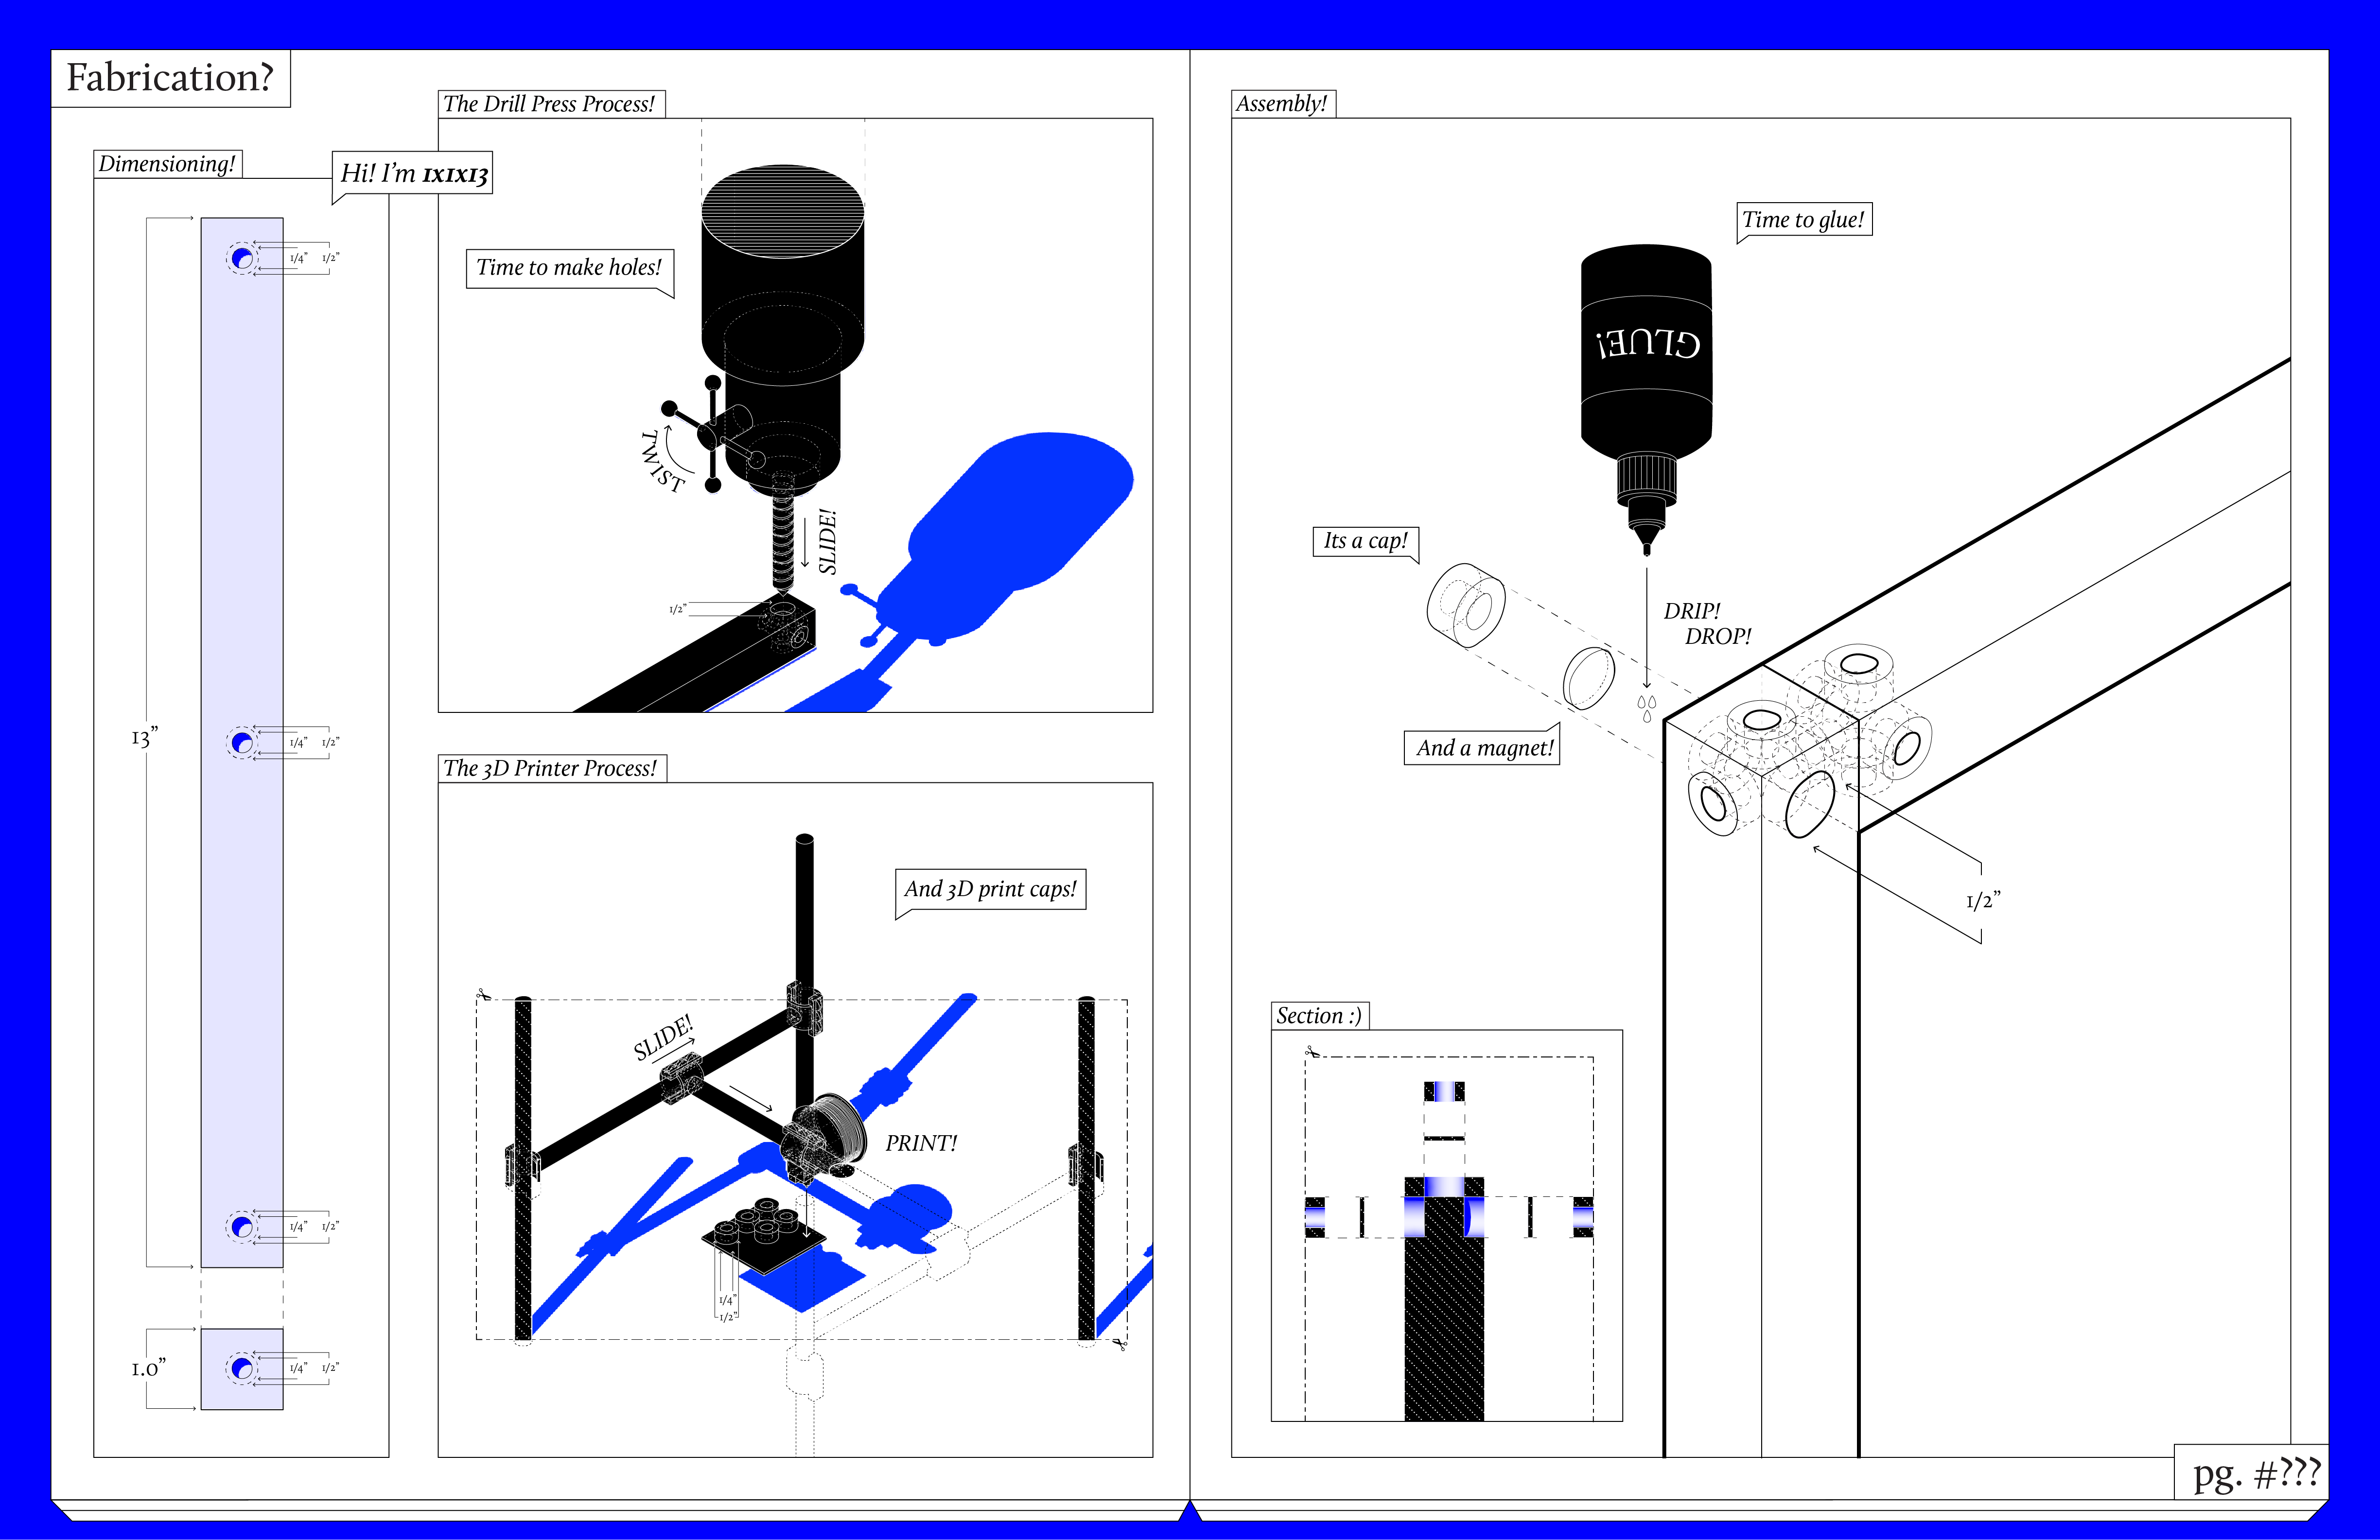 Fabrication?
Dimensioning!
Hi! I'm 1x1x13
1/4" 1/2"
13"
1/4" 1/2"
1/4" 1/2"
1.0"
1/4" 1/2"
The Drill Press Process!
Time to make holes!
TWIST
SLIDE!
1/2"
The 3D Printer Process!
And 3D print caps!
SLIDE!
PRINT!
1/4"
1/2"
Assembly!
Time to glue!
GLUE!
Its a cap!
DRIP!
DROP!
And a magnet!
1/2"
Section :)
pg. #???